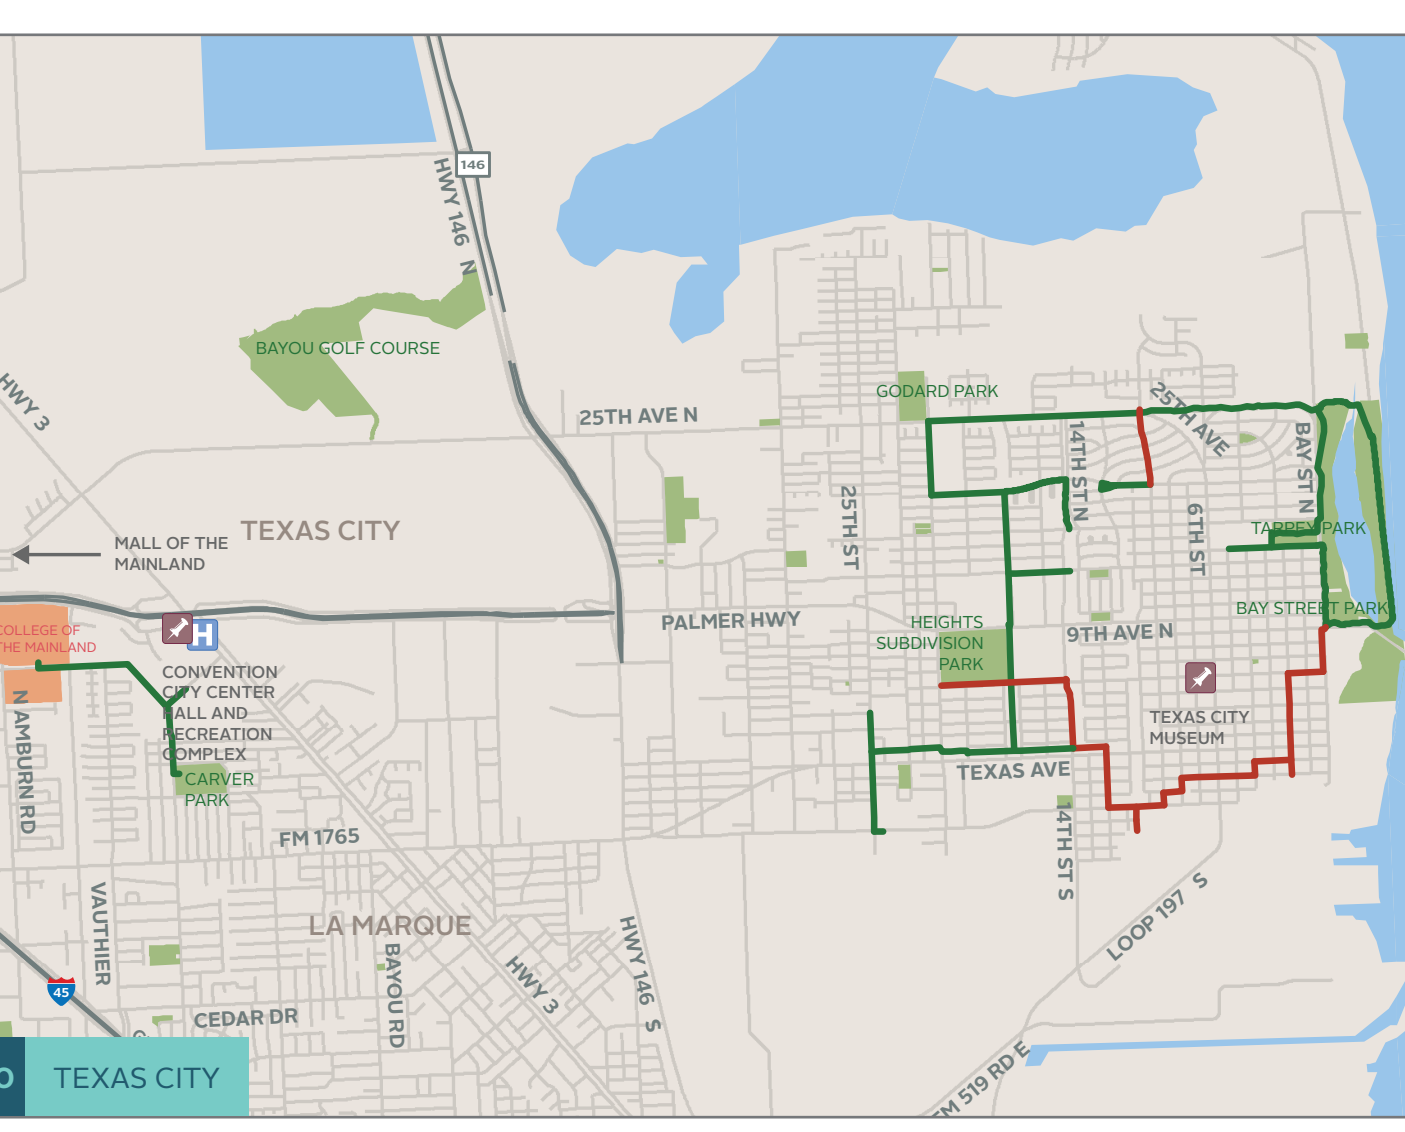 146
HWY 146 N
BAYOU GOLF COURSE
HWY 3
25TH AVE N
GODARD PARK
25TH AVE
14TH ST N
BAY ST N
25TH ST
6TH ST
TEXAS CITY
TARPEY PARK
MALL OF THE
MAINLAND
BAY STREET PARK
PALMER HWY
HEIGHTS
SUBDIVISION
PARK
9TH AVE N
COLLEGE OF
THE MAINLAND
H
CONVENTION
CITY CENTER
HALL AND
RECREATION
COMPLEX
N AMBURN RD
TEXAS CITY
MUSEUM
CARVER
PARK
TEXAS AVE
FM 1765
14TH ST S
VAUTHIER
LA MARQUE
LOOP 197 S
BAYOU RD
HWY 3
HWY 146 S
45
CEDAR DR
FM 519 RD E
TEXAS CITY